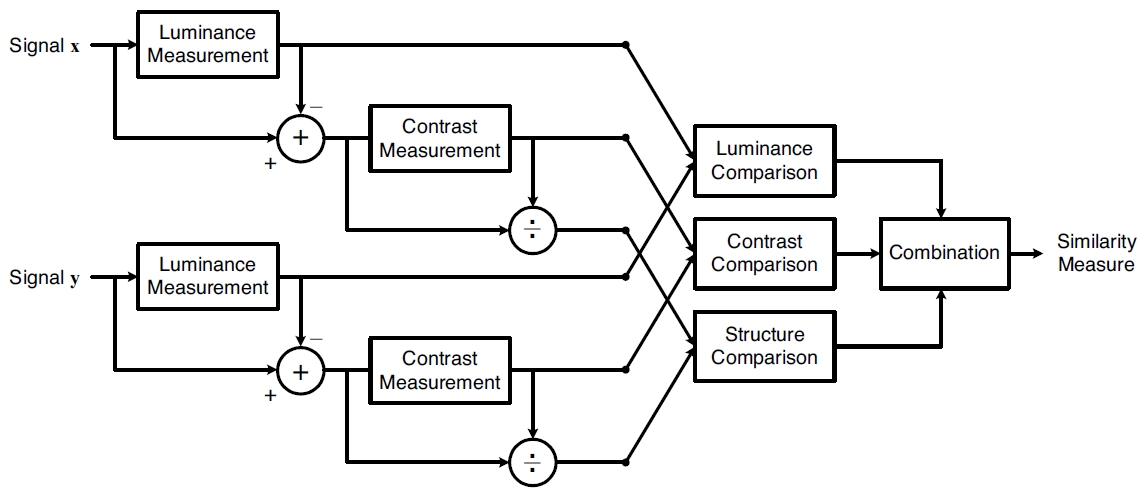 Signal x
Luminance
Measurement
−
+
+
Contrast
Measurement
÷
Signal y
Luminance
Measurement
−
+
+
Contrast
Measurement
÷
Luminance
Comparison
Contrast
Comparison
Structure
Comparison
Combination
Similarity
Measure